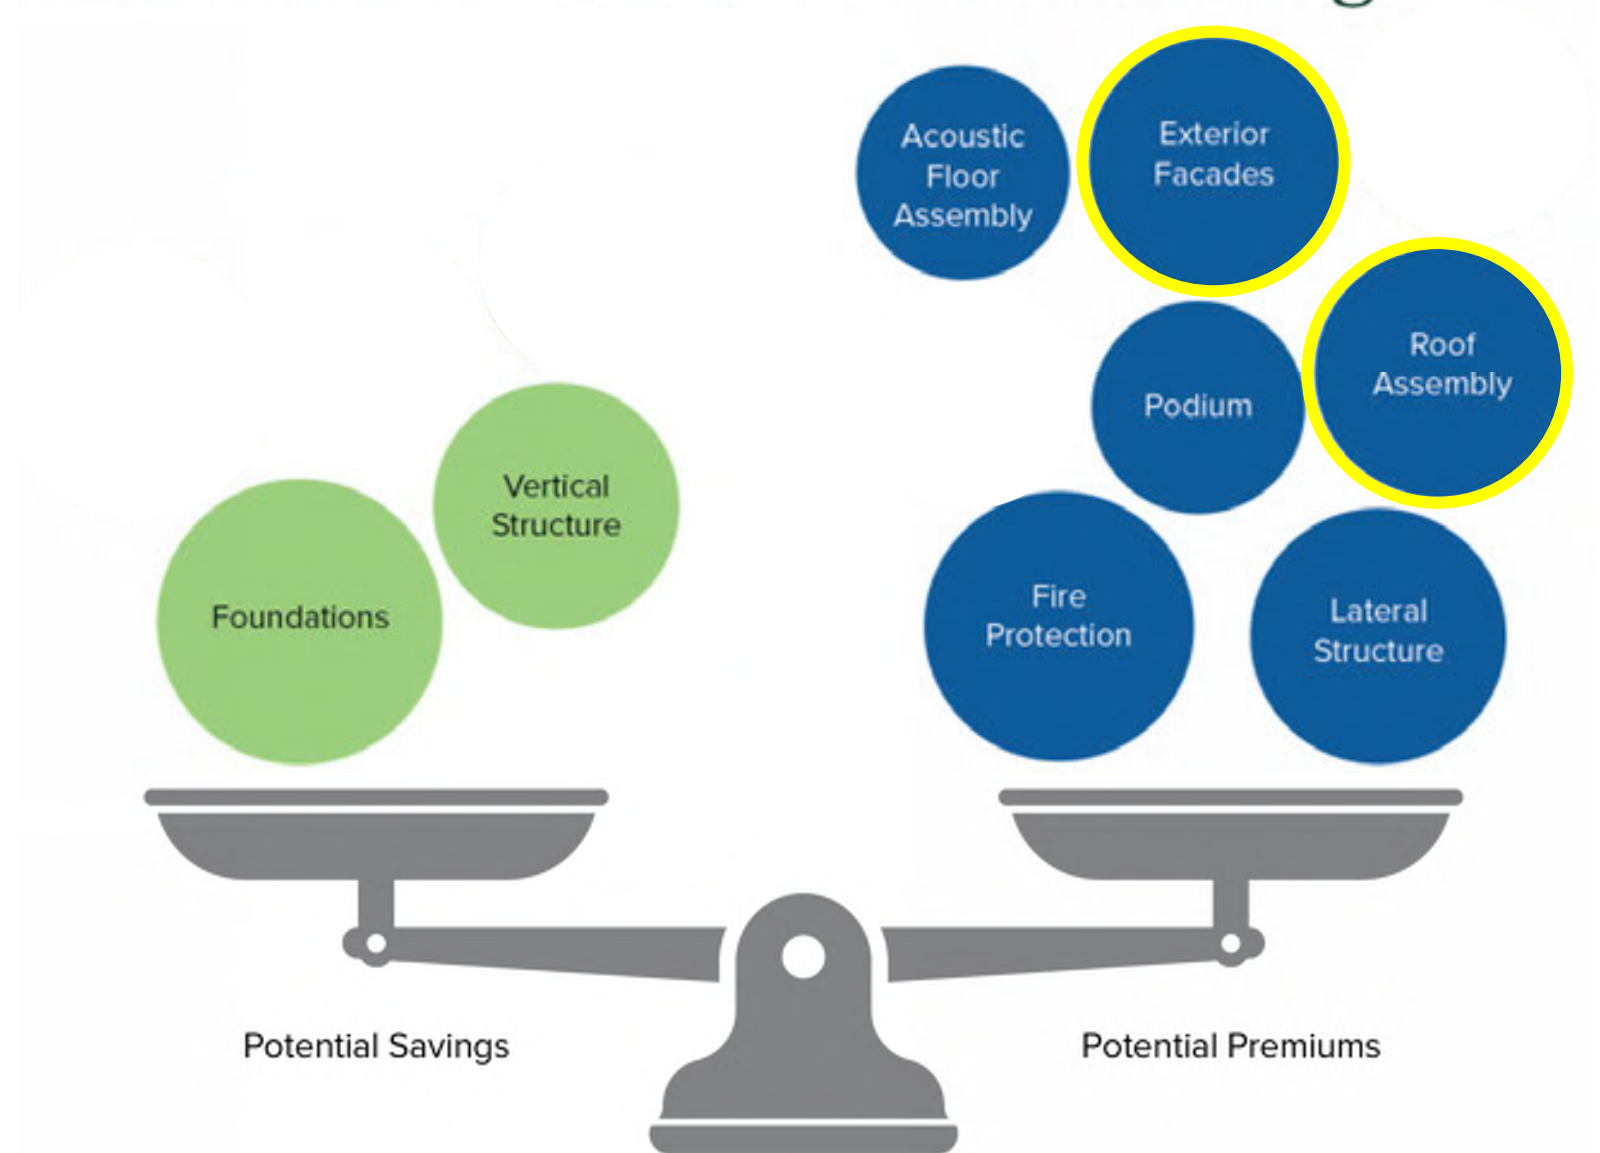 Acoustic
Floor
Assembly
Exterior
Facades
Roof
Assembly
Podium
Vertical
Structure
Foundations
Fire
Protection
Lateral
Structure
Potential Savings
Potential Premiums